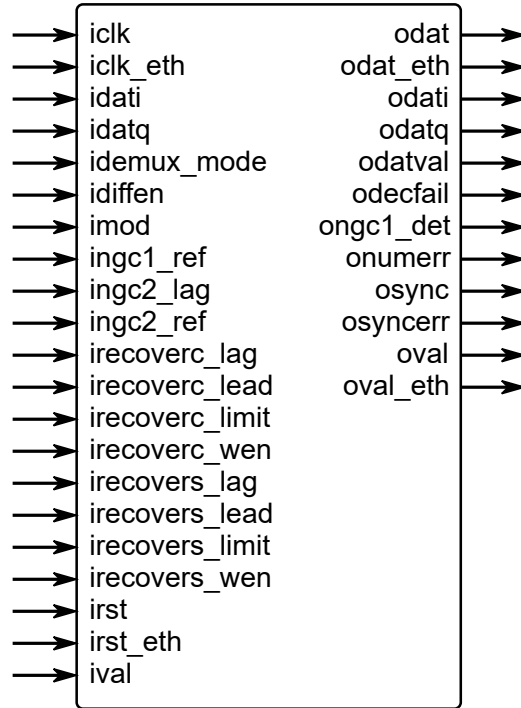 iclk odat
iclk_eth odat_eth
idati odati
idatq odatq
idemux_mode odatval
idiffen odecfail
imod ongc1_det
ingc1_ref onumerr
ingc2_lag osync
ingc2_ref osyncerr
irecoverc_lag oval
irecoverc_lead oval_eth
irecoverc_limit
irecoverc_wen
irecovers_lag
irecovers_lead
irecovers_limit
irecovers_wen
irst
irst_eth
ival